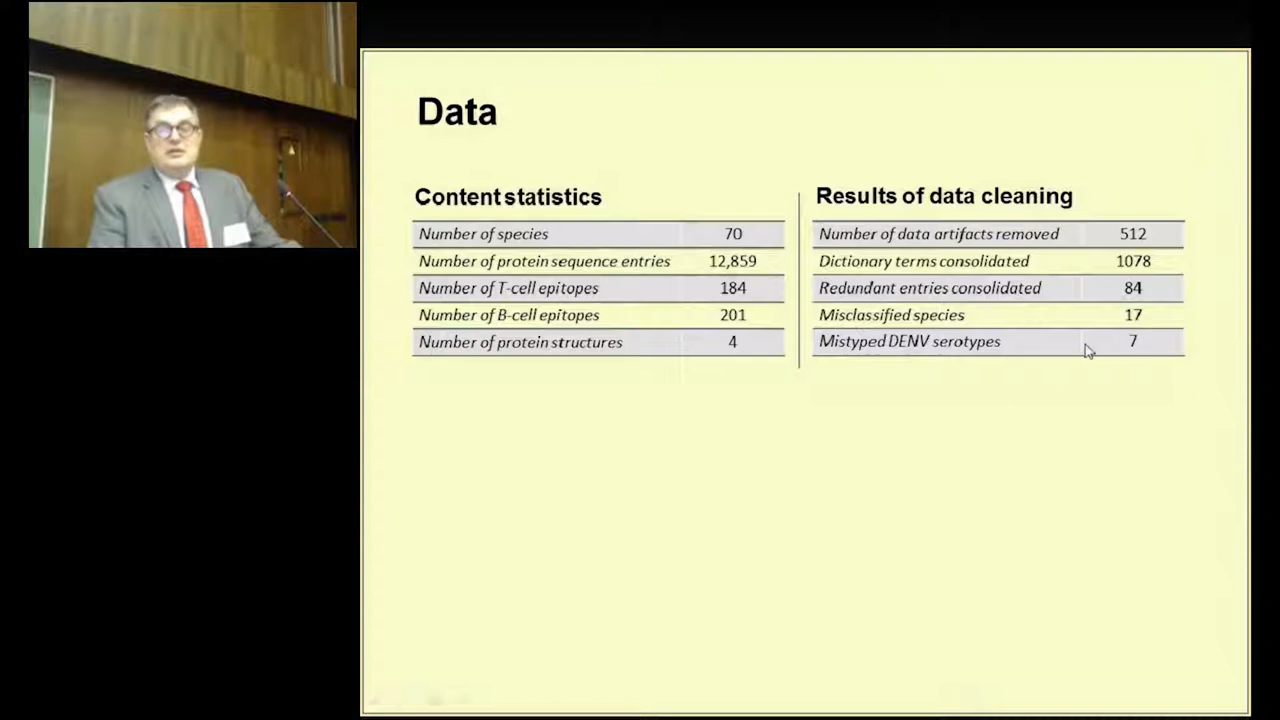 Data
Content statistics
Number of species 70
Number of protein sequence entries 12,859
Number of T-cell epitopes 184
Number of B-cell epitopes 201
Number of protein structures 4
Results of data cleaning
Number of data artifacts removed 512
Dictionary terms consolidated 1078
Redundant entries consolidated 84
Misclassified species 17
Mistyped DENV serotypes 7